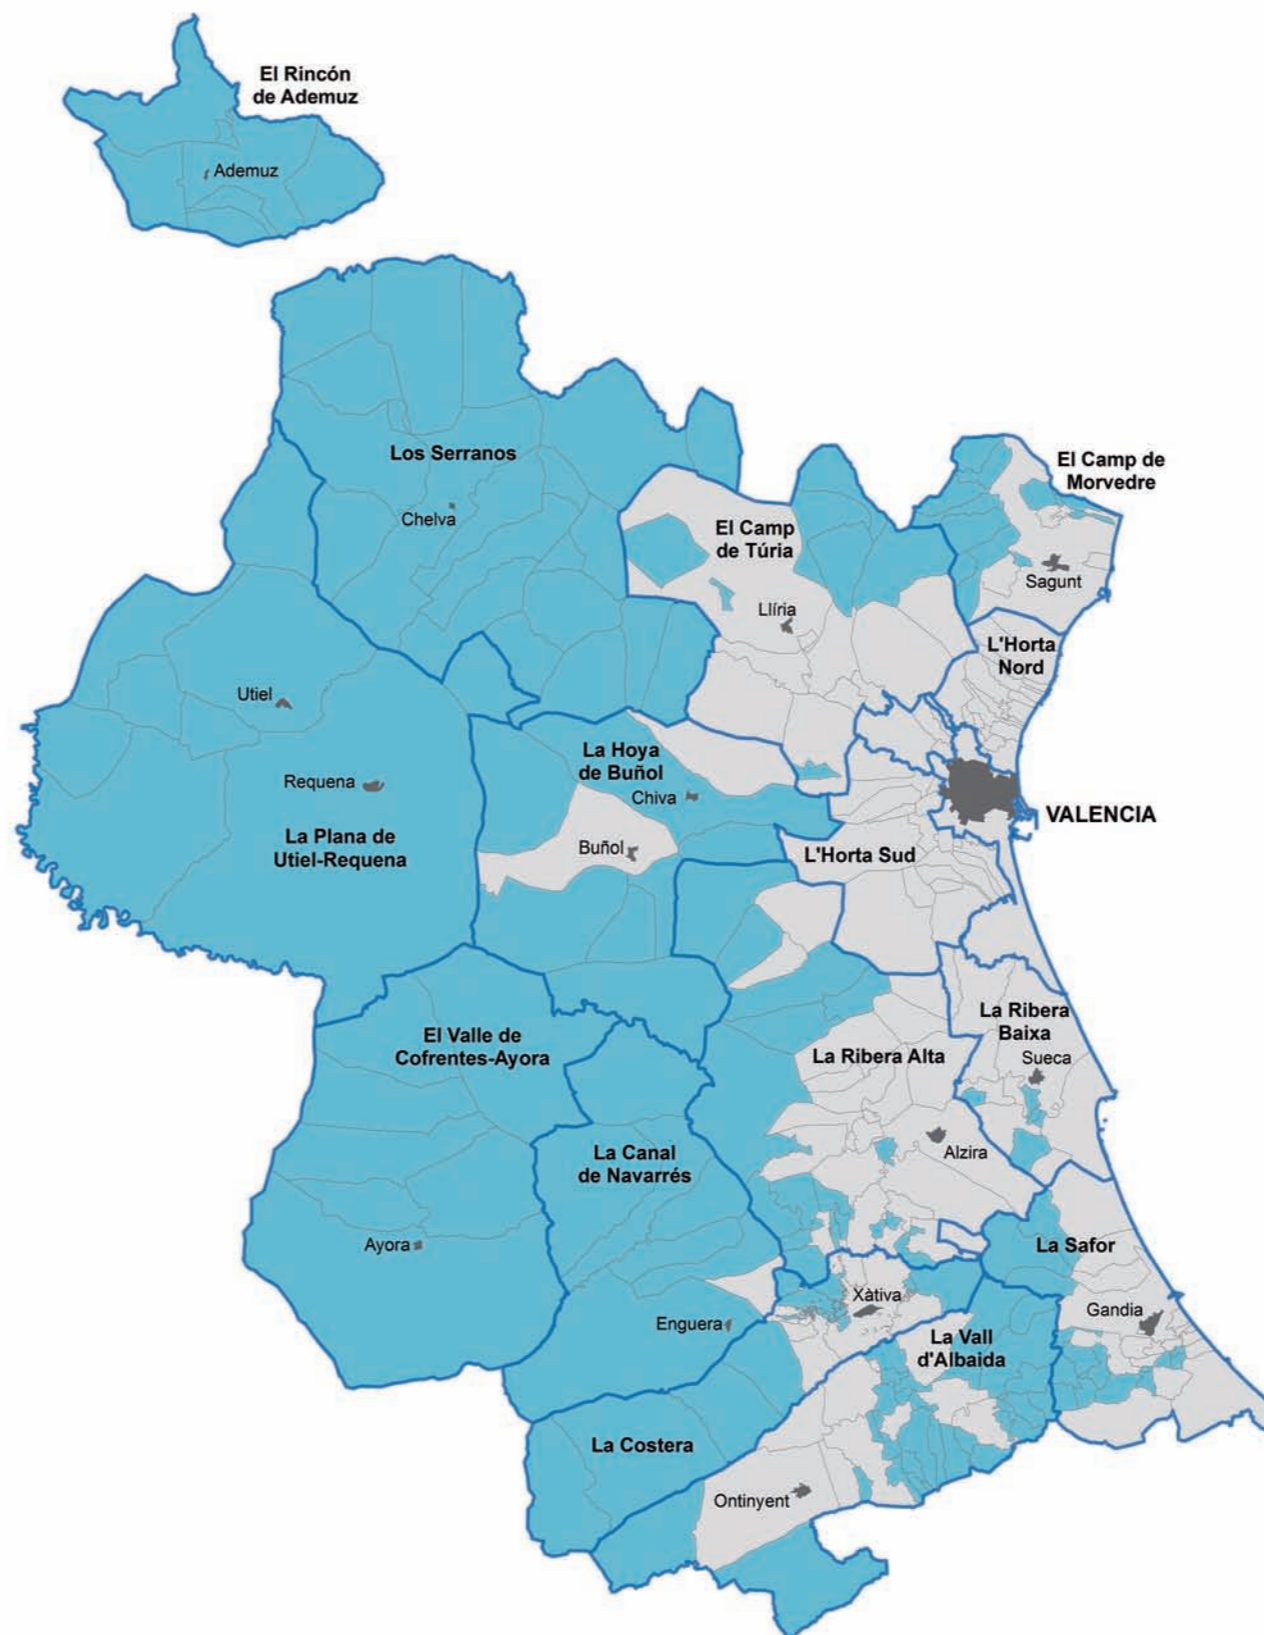 El Rincón
de Ademuz
Ademuz
Los Serranos
Chelva
El Camp de
Morvedre
El Camp
de Túria
Sagunt
Llíria
L'Horta
Nord
Utiel
La Hoya
de Buñol
Requena
Chiva
VALENCIA
La Plana de
Utiel-Requena
Buñol
L'Horta Sud
La Ribera
Baixa
El Valle de
Cofrentes-Ayora
La Ribera Alta
Sueca
La Canal
de Navarrés
Alzira
Ayora
La Safor
Xàtiva
Gandia
Enguera
La Vall
d'Albaida
La Costera
Ontinyent